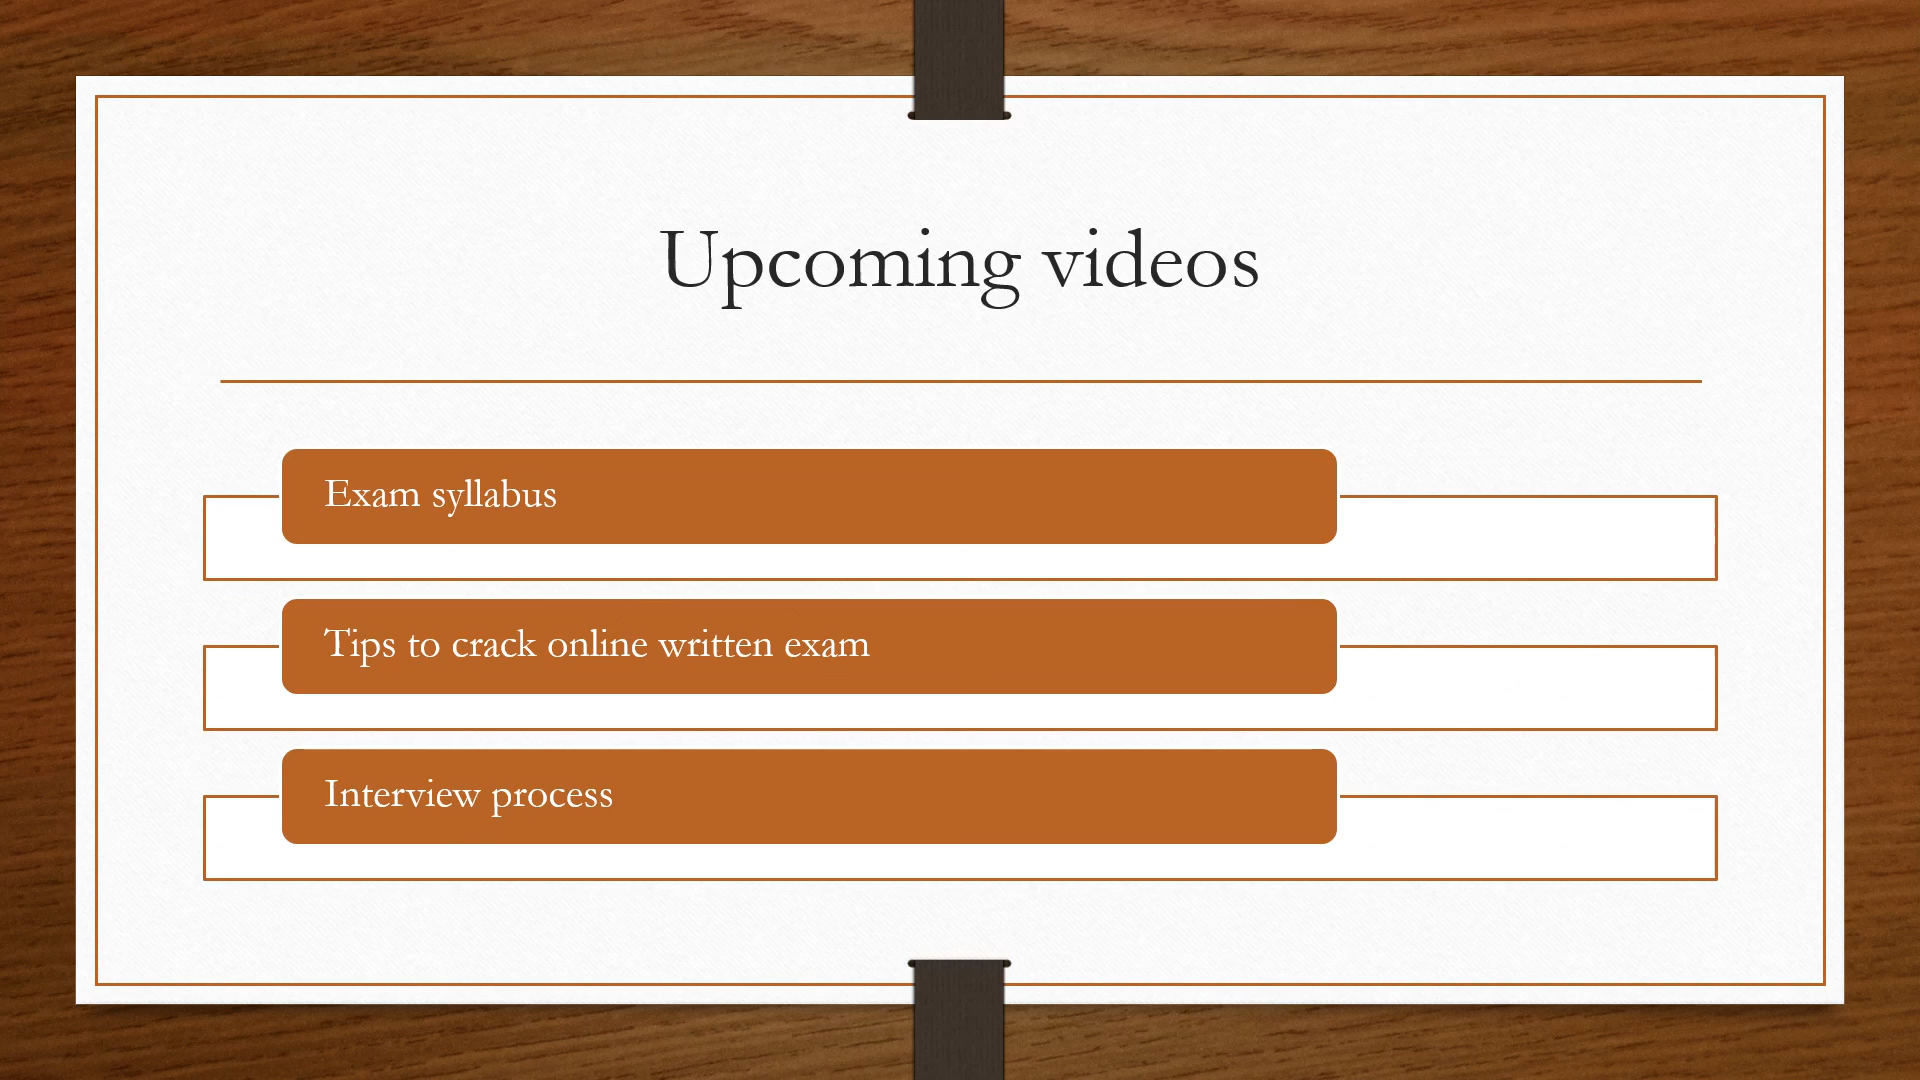 Upcoming videos
Exam syllabus
Tips to crack online written exam
Interview process